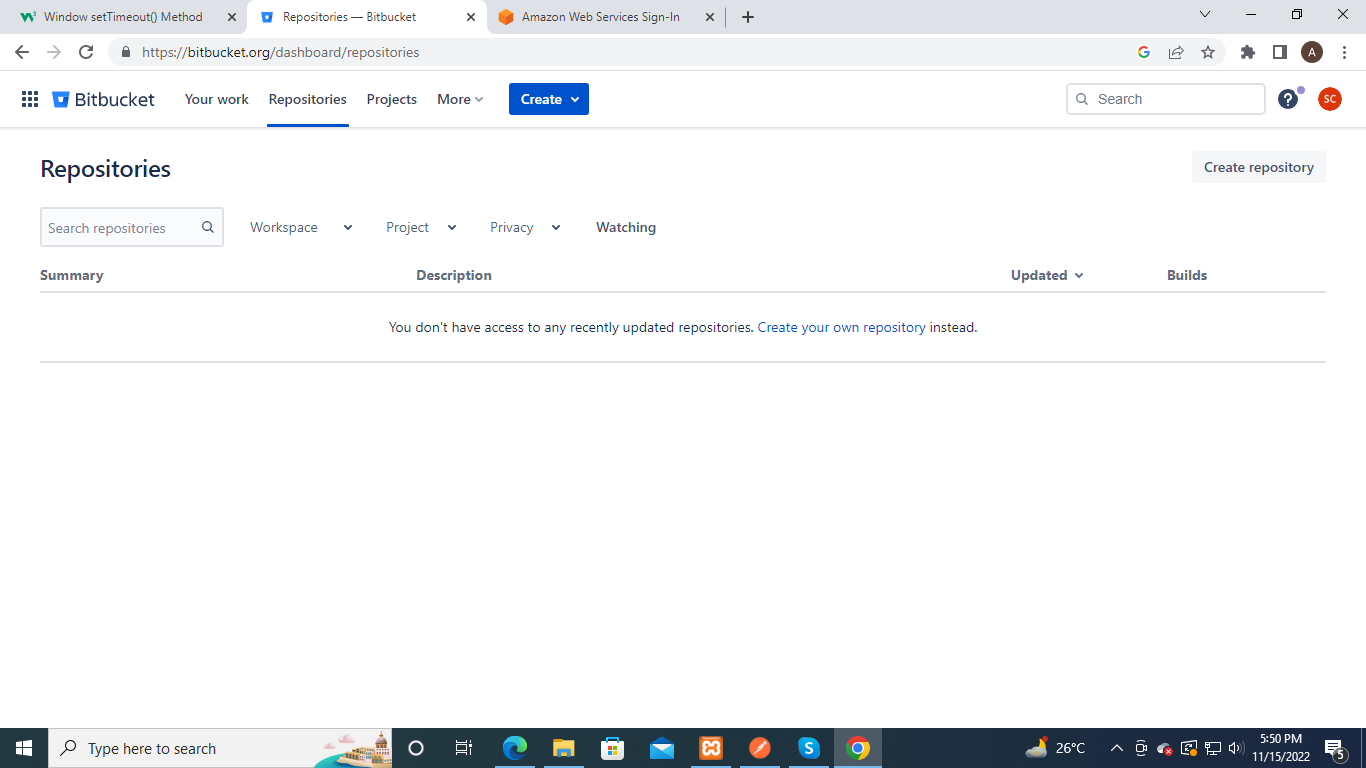 Window setTimeout() Method
Repositories — Bitbucket
Amazon Web Services Sign-In
https://bitbucket.org/dashboard/repositories
A
Bitbucket
Your work
Repositories
Projects
More
Create
Search
SC
Repositories
Create repository
Search repositories
Workspace
Project
Privacy
Watching
Summary
Description
Updated
Builds
You don't have access to any recently updated repositories. Create your own repository instead.
Type here to search
26°C
5:50 PM
11/15/2022
5